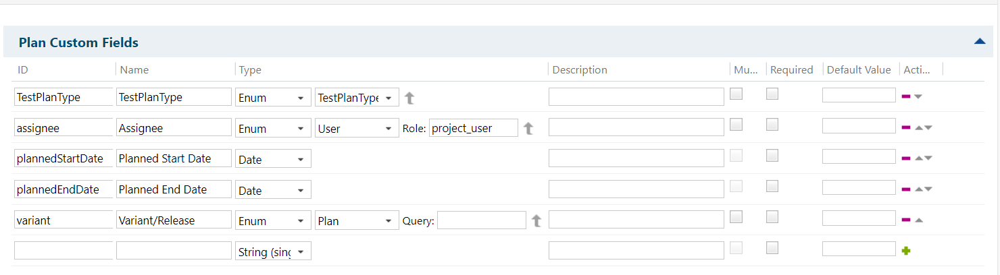 Plan Custom Fields
ID Name Type Description Mu... Required Default Value Acti...
TestPlanType TestPlanType Enum TestPlanType
assignee Assignee Enum User Role: project_user
plannedStartDate Planned Start Date Date
plannedEndDate Planned End Date Date
variant Variant/Release Enum Plan Query:
String (sing